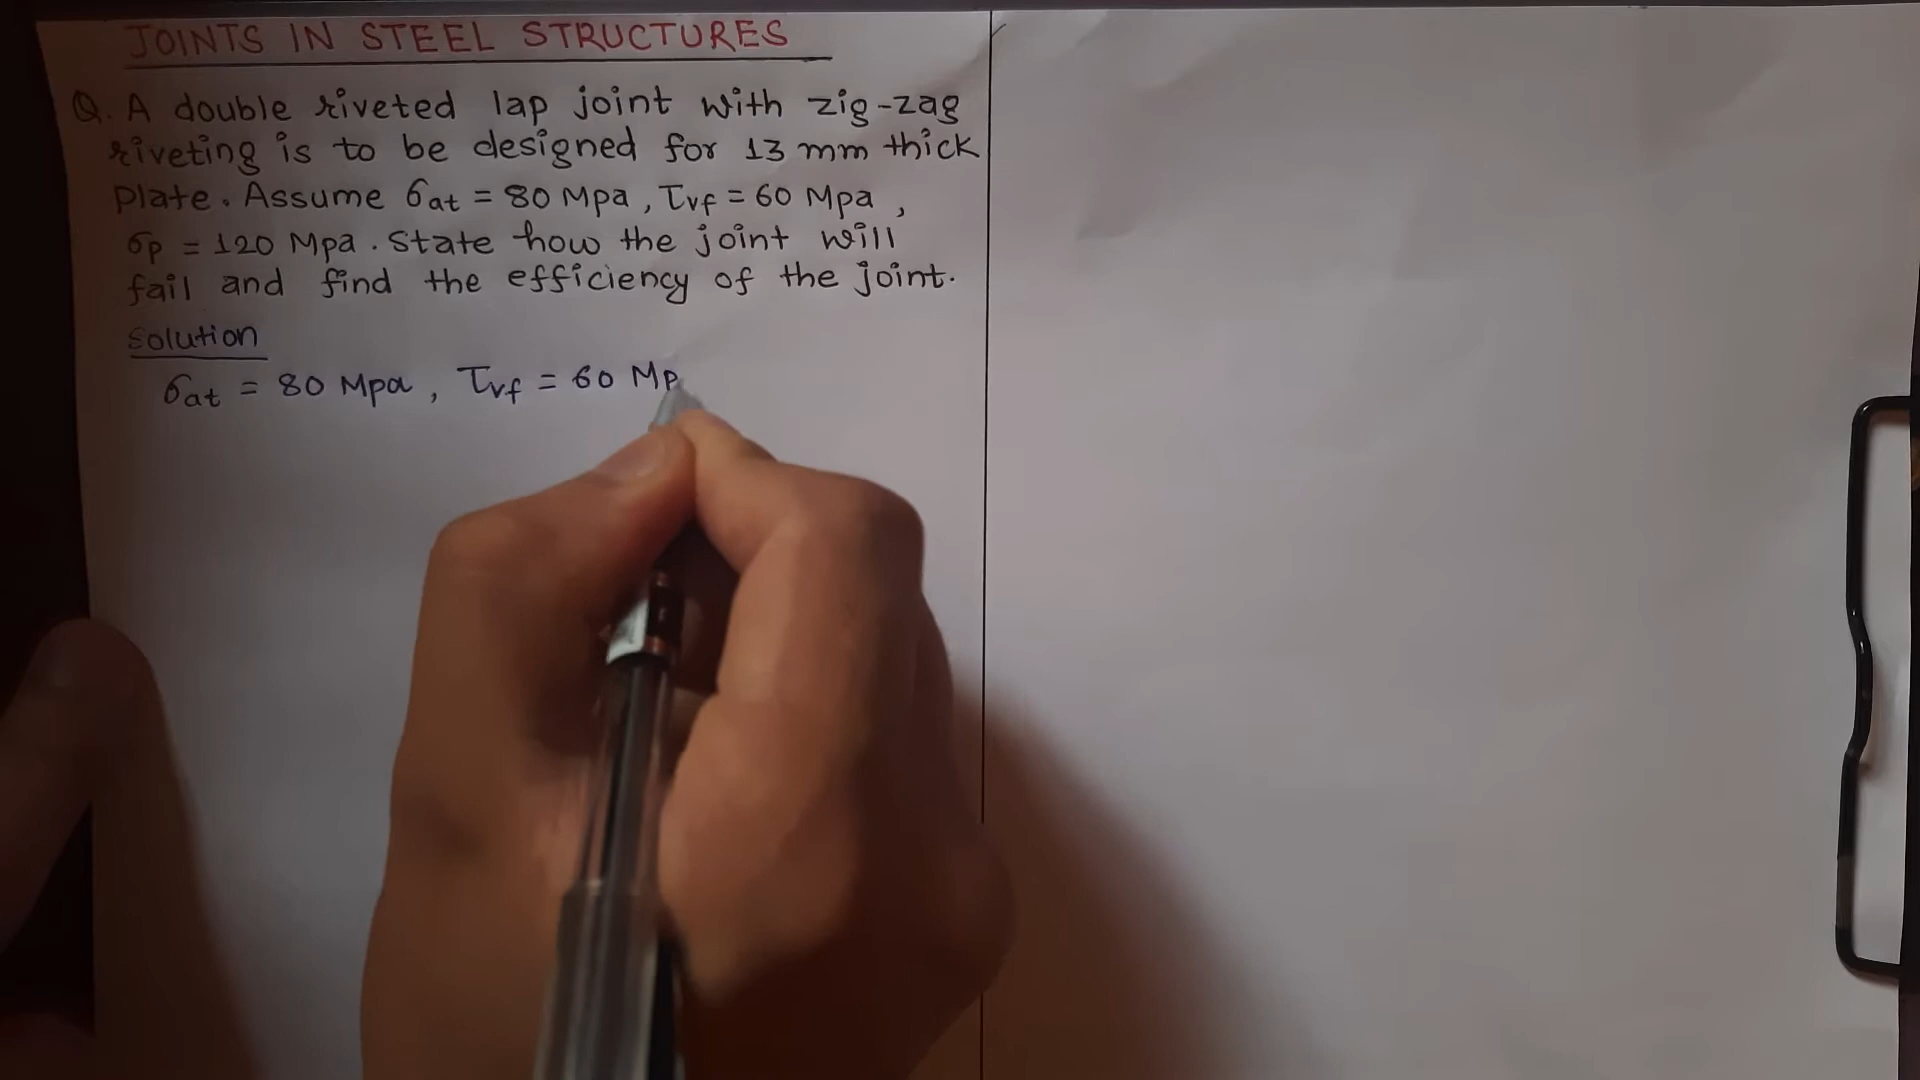 JOINTS IN STEEL STRUCTURES
Q. A double riveted lap joint with zig-zag
riveting is to be designed for 13 mm thick
plate. Assume σat = 80 Mpa, τvf = 60 Mpa,
σp = 120 Mpa. State how the joint will
fail and find the efficiency of the joint.
Solution
σat = 80 Mpa, τvf = 60 Mp